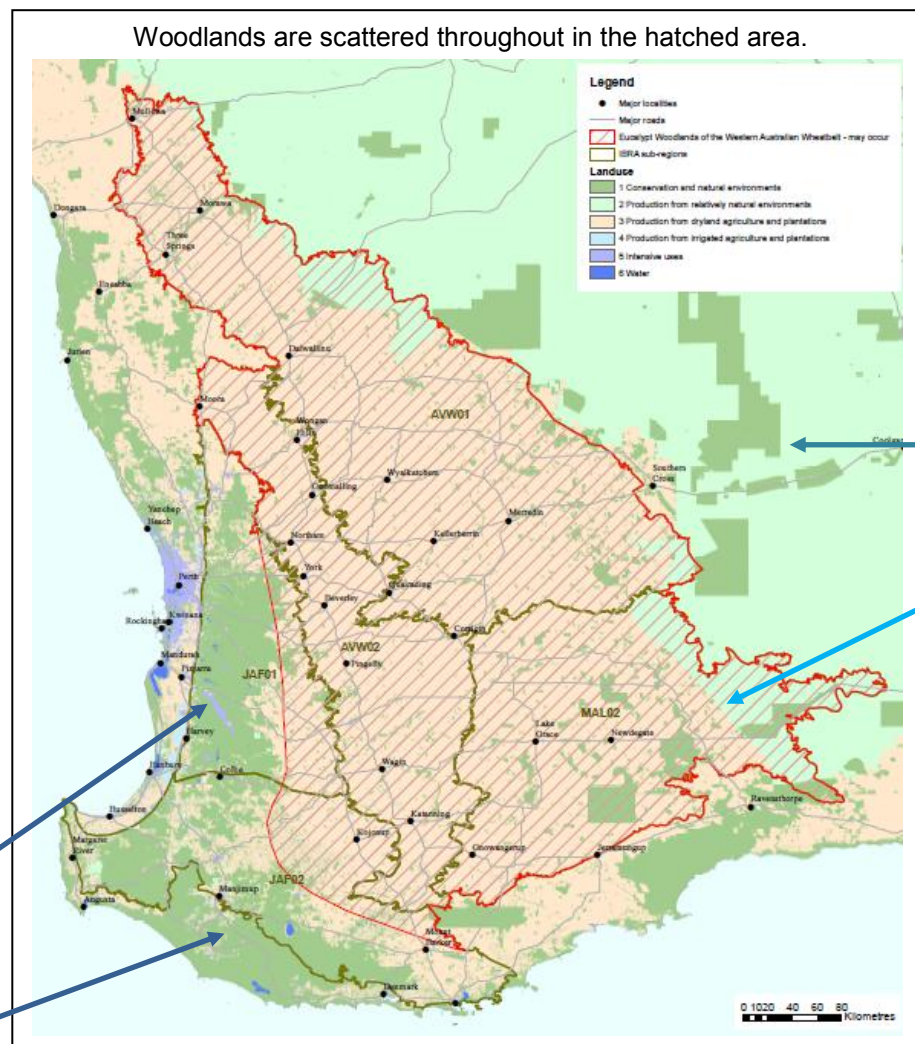 Woodlands are scattered throughout in the hatched area.
Legend
Major localities
Major roads
Eucalypt Woodlands of the Western Australian Wheatbelt - may occur
IBRA sub-regions
Landuse
1 Conservation and natural environments
2 Production from relatively natural environments
3 Production from dryland agriculture and plantations
4 Production from irrigated agriculture and plantations
5 Intensive uses
6 Water
Mullewa
Dongara
Morawa
Three
Springs
Eneabba
Jurien
Dalwallinu
Moora
AVW01
Wongan
Hills
Wyalkatchem
Southern
Cross
Goomalling
Merredin
Yanchep
Beach
Northam
Kellerberrin
Perth
York
Quairading
Beverley
Rockingham
Kwinana
Corrigin
Mandurah
AVW02
Pingelly
Pinjarra
JAF01
MAL02
Lake
Grace
Newdegate
Harvey
Bunbury
Collie
Wagin
Busselton
Ravensthorpe
Margaret
River
Katanning
Kojonup
Gnowangerup
Jerramungup
JAF02
Manjimup
Augusta
Mount
Barker
Denmark
0 10 20 40 60 80
Kilometres